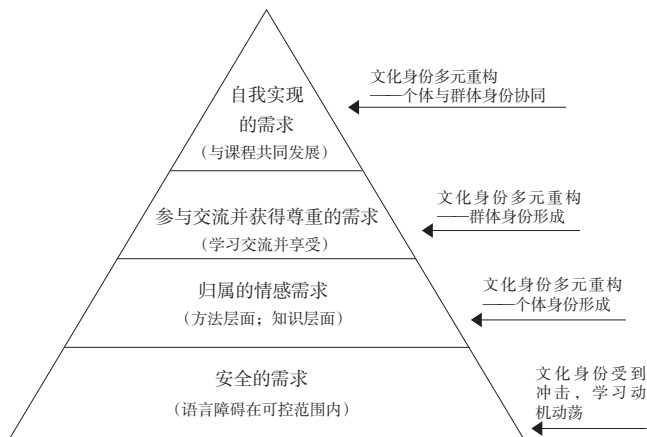 文化身份多元重构
——个体与群体身份协同
自我实现
的需求
（与课程共同发展）
文化身份多元重构
——群体身份形成
参与交流并获得尊重的需求
（学习交流并享受）
文化身份多元重构
——个体身份形成
归属的情感需求
（方法层面；知识层面）
文化身份受到
冲击，学习动
机动荡
安全的需求
（语言障碍在可控范围内）